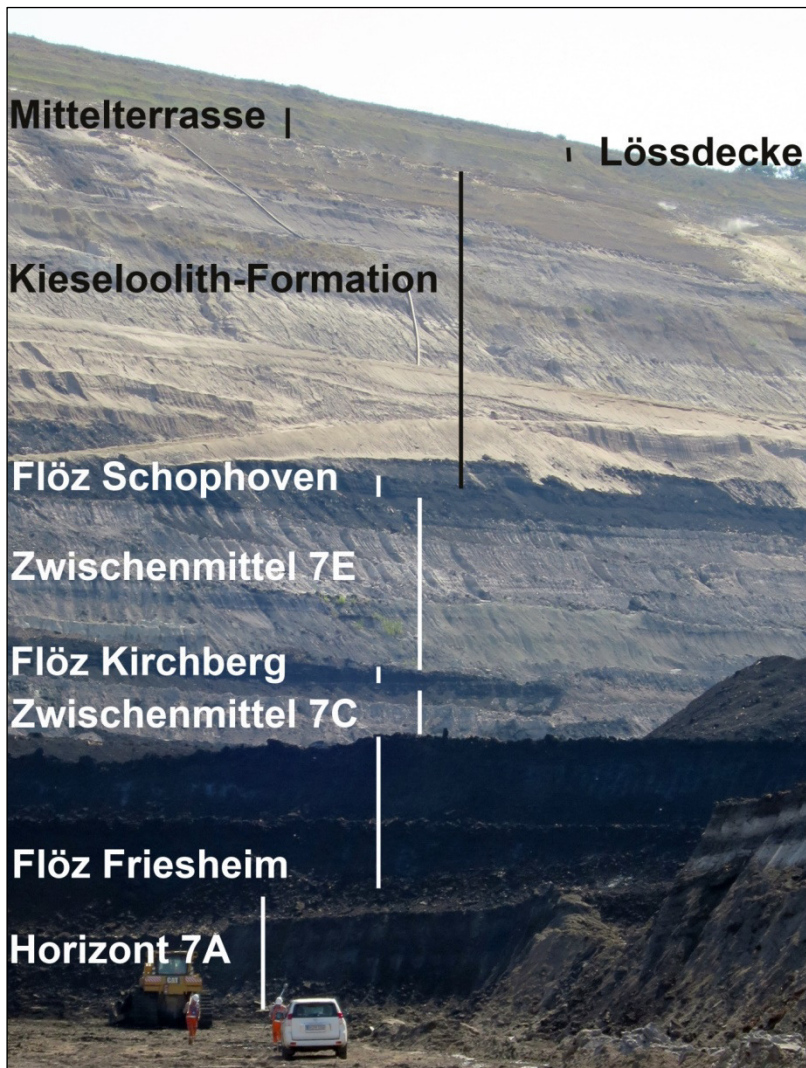 Mittelterrasse
Lössdecke
Kieseloolith-Formation
Flöz Schophoven
Zwischenmittel 7E
Flöz Kirchberg
Zwischenmittel 7C
Flöz Friesheim
Horizont 7A